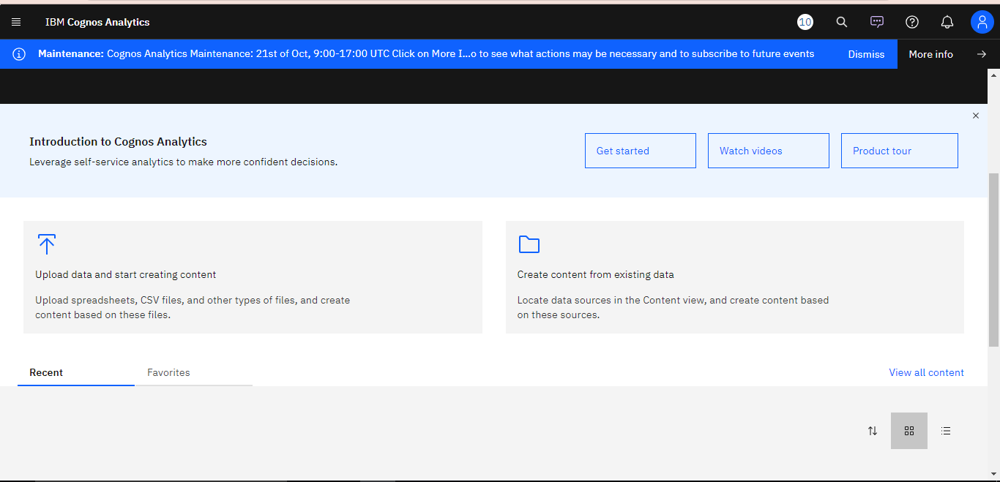 IBM Cognos Analytics
10
Maintenance: Cognos Analytics Maintenance: 21st of Oct, 9:00-17:00 UTC Click on More I...o to see what actions may be necessary and to subscribe to future events
Dismiss
More info
Introduction to Cognos Analytics
Leverage self-service analytics to make more confident decisions.
Get started
Watch videos
Product tour
Upload data and start creating content
Upload spreadsheets, CSV files, and other types of files, and create
content based on these files.
Create content from existing data
Locate data sources in the Content view, and create content based
on these sources.
Recent
Favorites
View all content